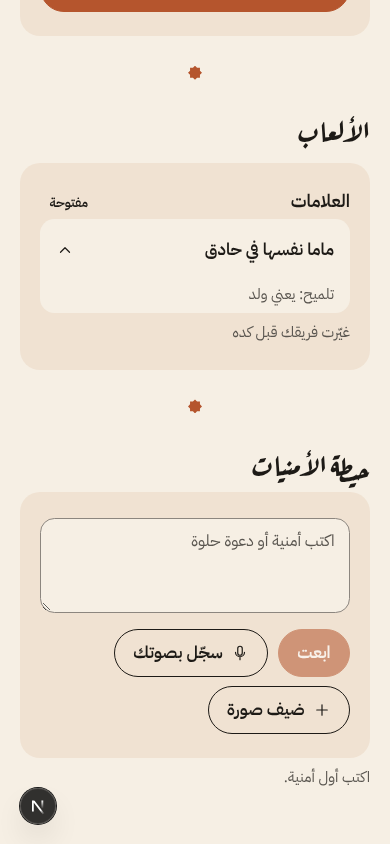 الألعاب
العلامات
مفتوحة
ماما نفسها في حادق
تلميح: يعني ولد
غيّرت فريقك قبل كده
حيطة الأمنيات
اكتب أمنية أو دعوة حلوة
ابعت
سجّل بصوتك
ضيف صورة
اكتب أول أمنية.
N